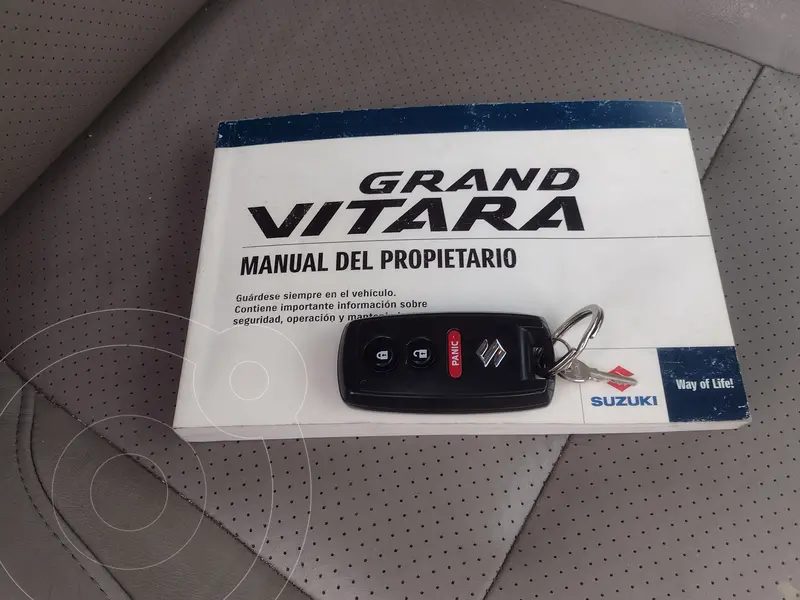 GRAND
VITARA
MANUAL DEL PROPIETARIO
Guárdese siempre en el vehículo.
Contiene importante información sobre
seguridad, operación y
PANIC
SUZUKI
Way of Life!